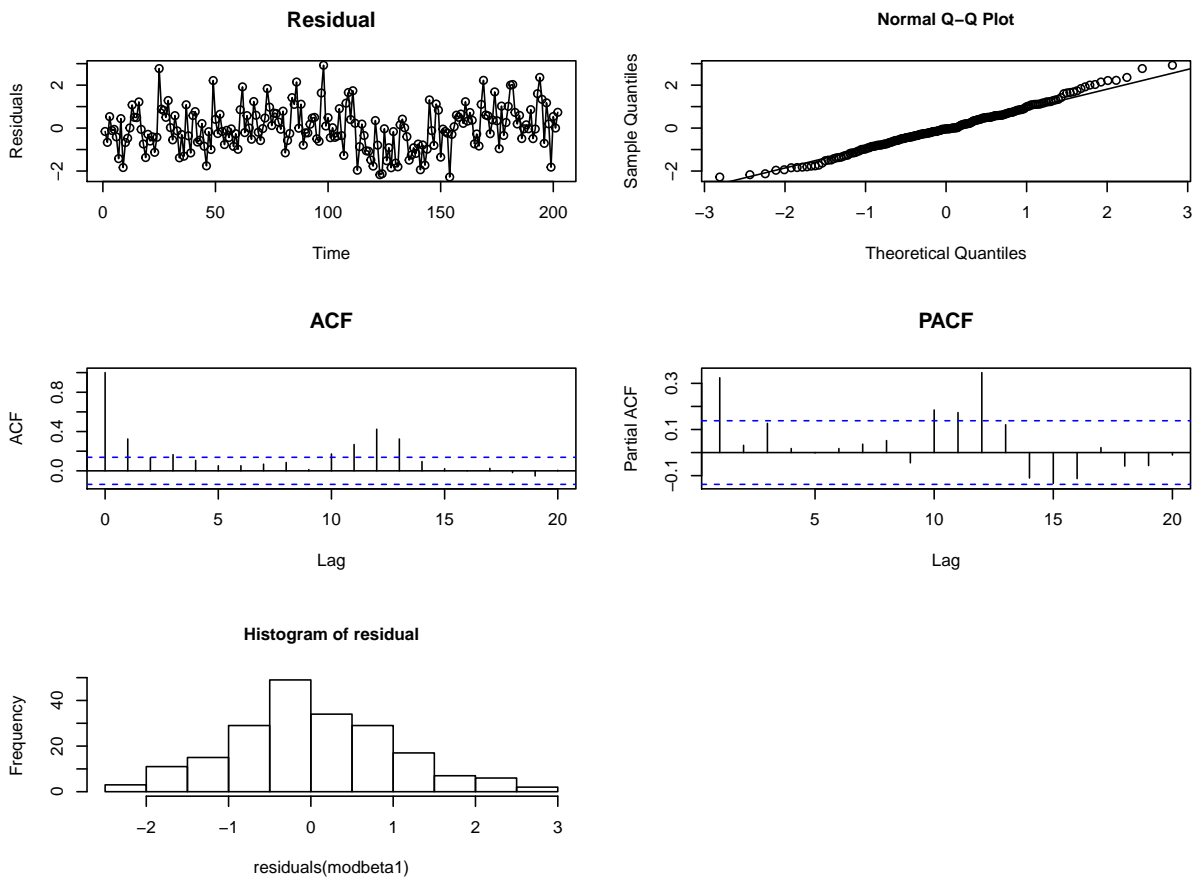 Residual
Residuals
−2 0 2
0 50 100 150 200
Time
Normal Q−Q Plot
Sample Quantiles
−2 0 2
−3 −2 −1 0 1 2 3
Theoretical Quantiles
ACF
ACF
0.0 0.4 0.8
0 5 10 15 20
Lag
PACF
Partial ACF
−0.1 0.1 0.3
5 10 15 20
Lag
Histogram of residual
Frequency
0 20 40
−2 −1 0 1 2 3
residuals(modbeta1)